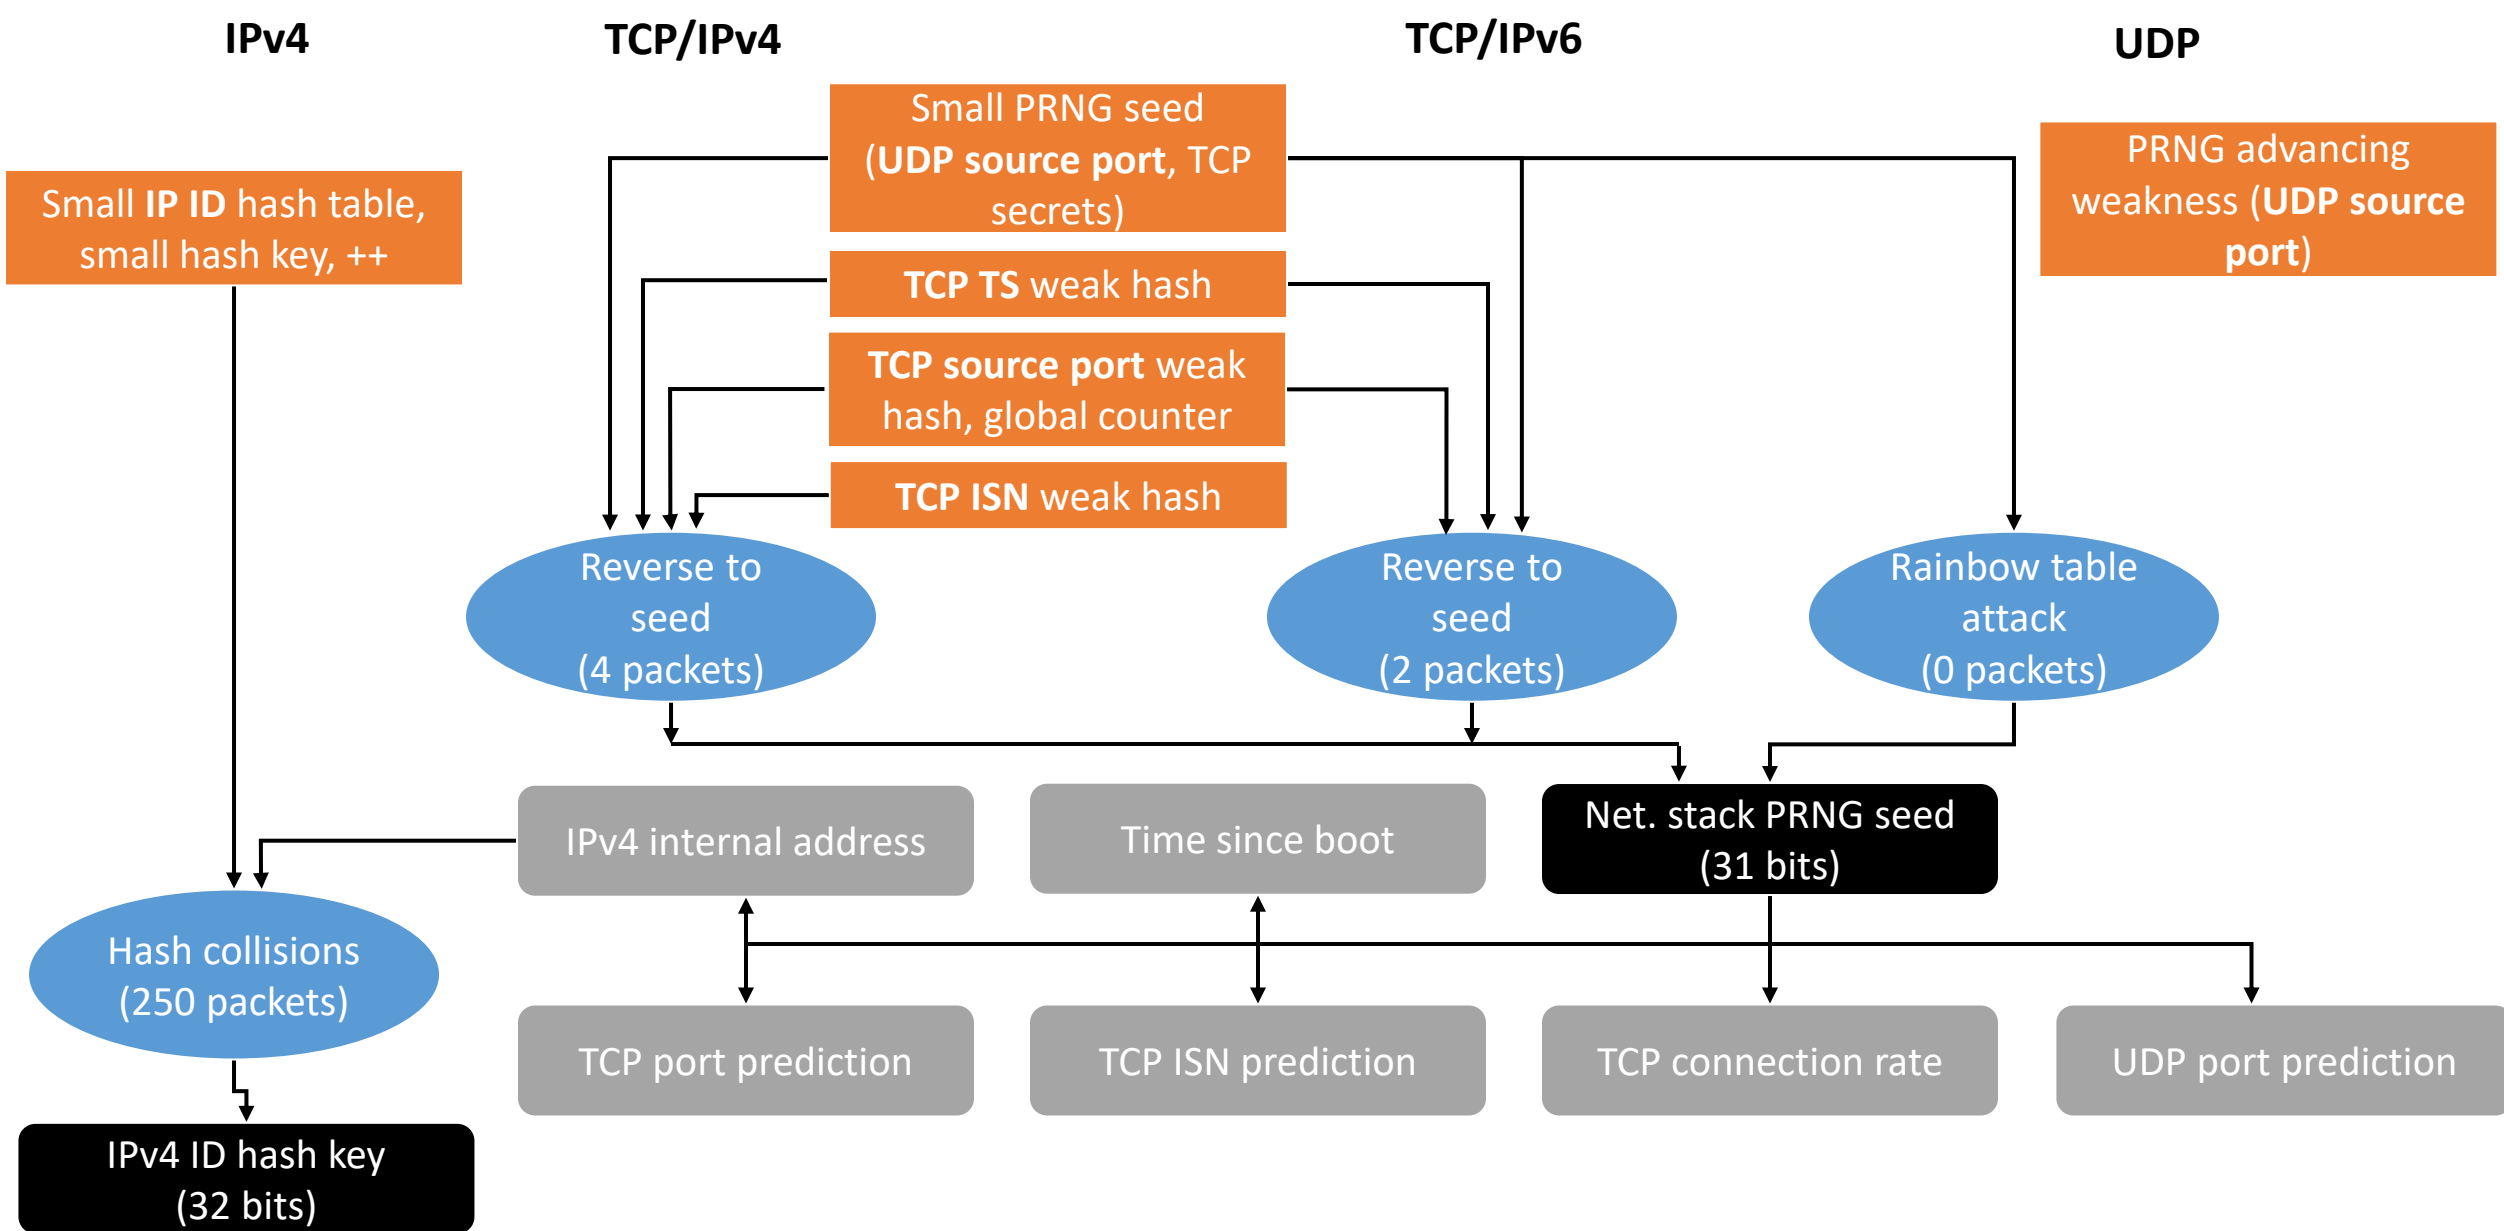 IPv4
TCP/IPv4
TCP/IPv6
UDP
Small PRNG seed
(UDP source port, TCP
secrets)
PRNG advancing
weakness (UDP source
port)
Small IP ID hash table,
small hash key, ++
TCP TS weak hash
TCP source port weak
hash, global counter
TCP ISN weak hash
Reverse to
seed
(4 packets)
Reverse to
seed
(2 packets)
Rainbow table
attack
(0 packets)
IPv4 internal address
Time since boot
Net. stack PRNG seed
(31 bits)
Hash collisions
(250 packets)
TCP port prediction
TCP ISN prediction
TCP connection rate
UDP port prediction
IPv4 ID hash key
(32 bits)